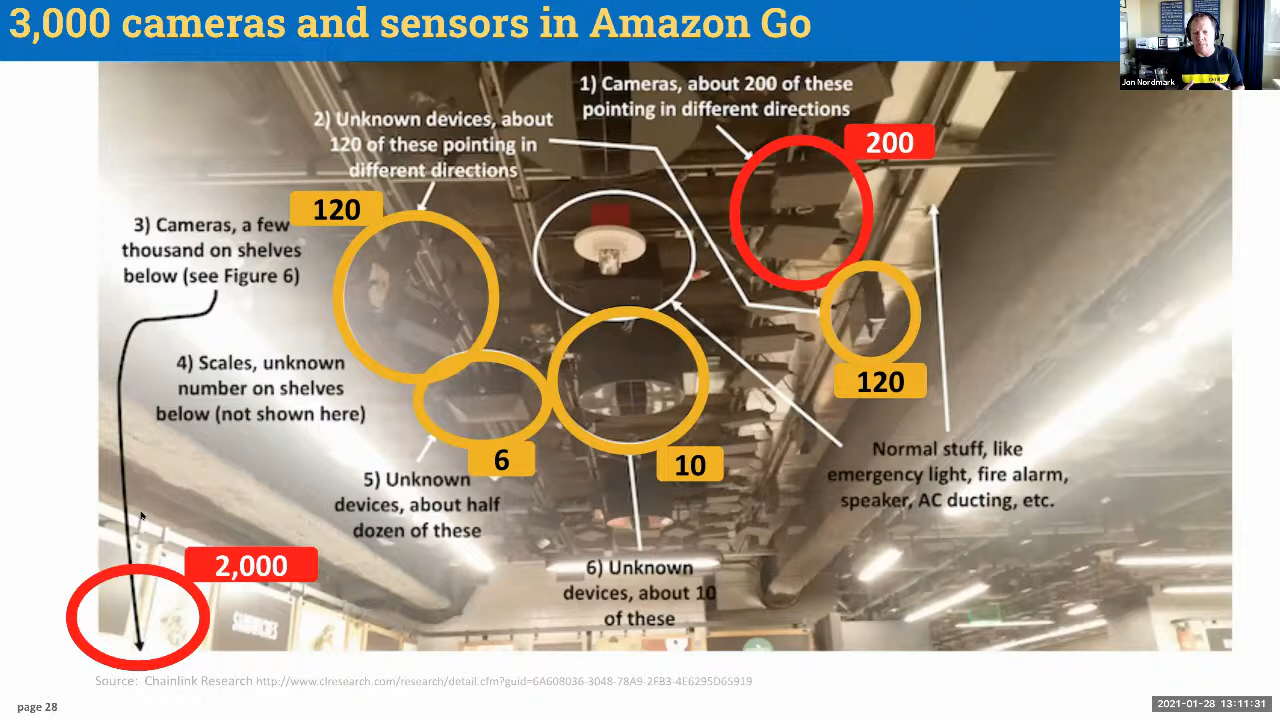 3,000 cameras and sensors in Amazon Go
Jon Nordmark
1) Cameras, about 200 of these
pointing in different directions
200
2) Unknown devices, about
120 of these pointing in
different directions
120
3) Cameras, a few
thousand on shelves
below (see Figure 6)
4) Scales, unknown
number on shelves
below (not shown here)
120
6
10
Normal stuff, like
emergency light, fire alarm,
speaker, AC ducting, etc.
5) Unknown
devices, about half
dozen of these
2,000
6) Unknown
devices, about 10
of these
SANDWICHES
Source: Chainlink Research http://www.clresearch.com/research/detail.cfm?guid=6A608036-3048-78A9-2FB3-4E6295D65919
page 28
2021-01-28 13:11:31